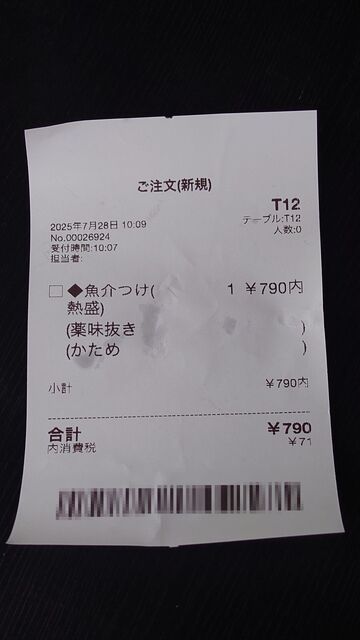 ご注文(新規)
T12
2025年7月28日 10:09
テーブル:T12
No.00026924
人数:0
受付時間:10:07
担当者:
□ ◆魚介つけ( 1 ¥790内
熱盛)
(薬味抜き )
(かため )
小計 ¥790内
合計 ¥790
内消費税 ¥71